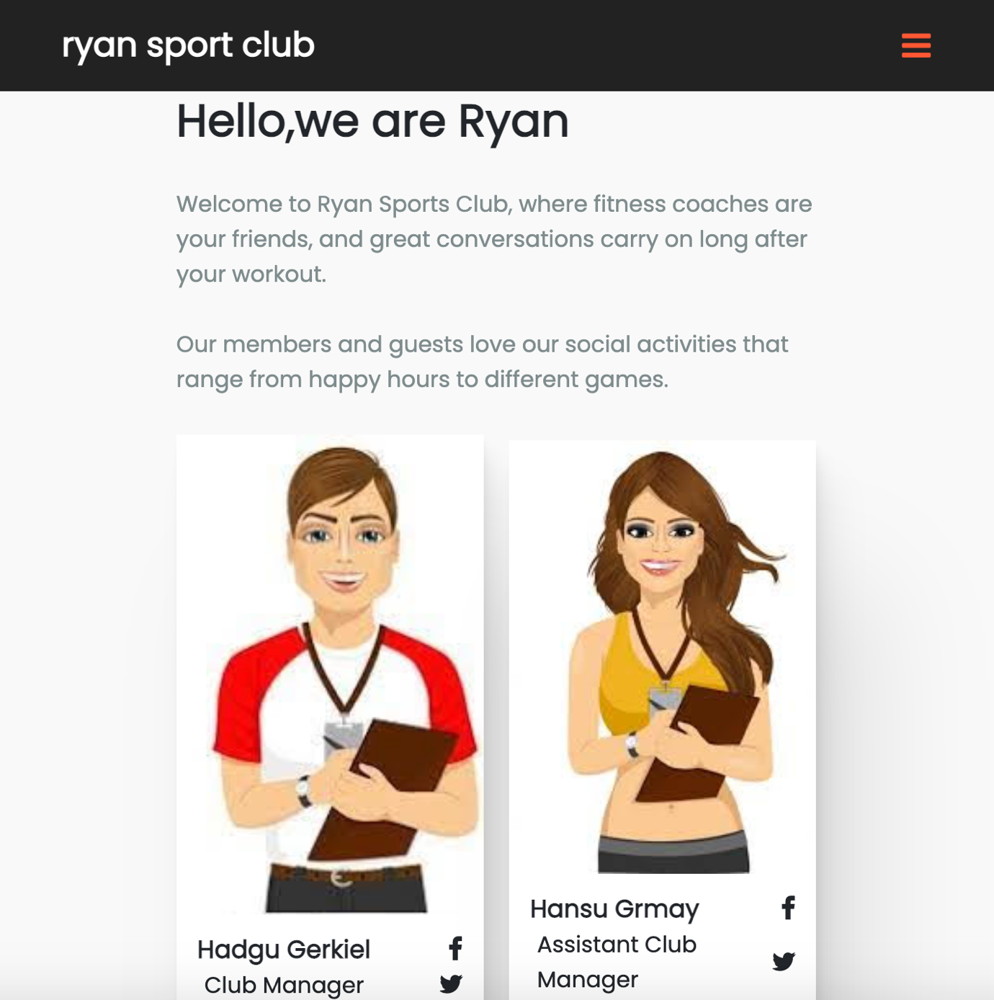 ryan sport club
Hello,we are Ryan
Welcome to Ryan Sports Club, where fitness coaches are
your friends, and great conversations carry on long after
your workout.
Our members and guests love our social activities that
range from happy hours to different games.
Hadgu Gerkiel
Club Manager
Hansu Grmay
Assistant Club
Manager